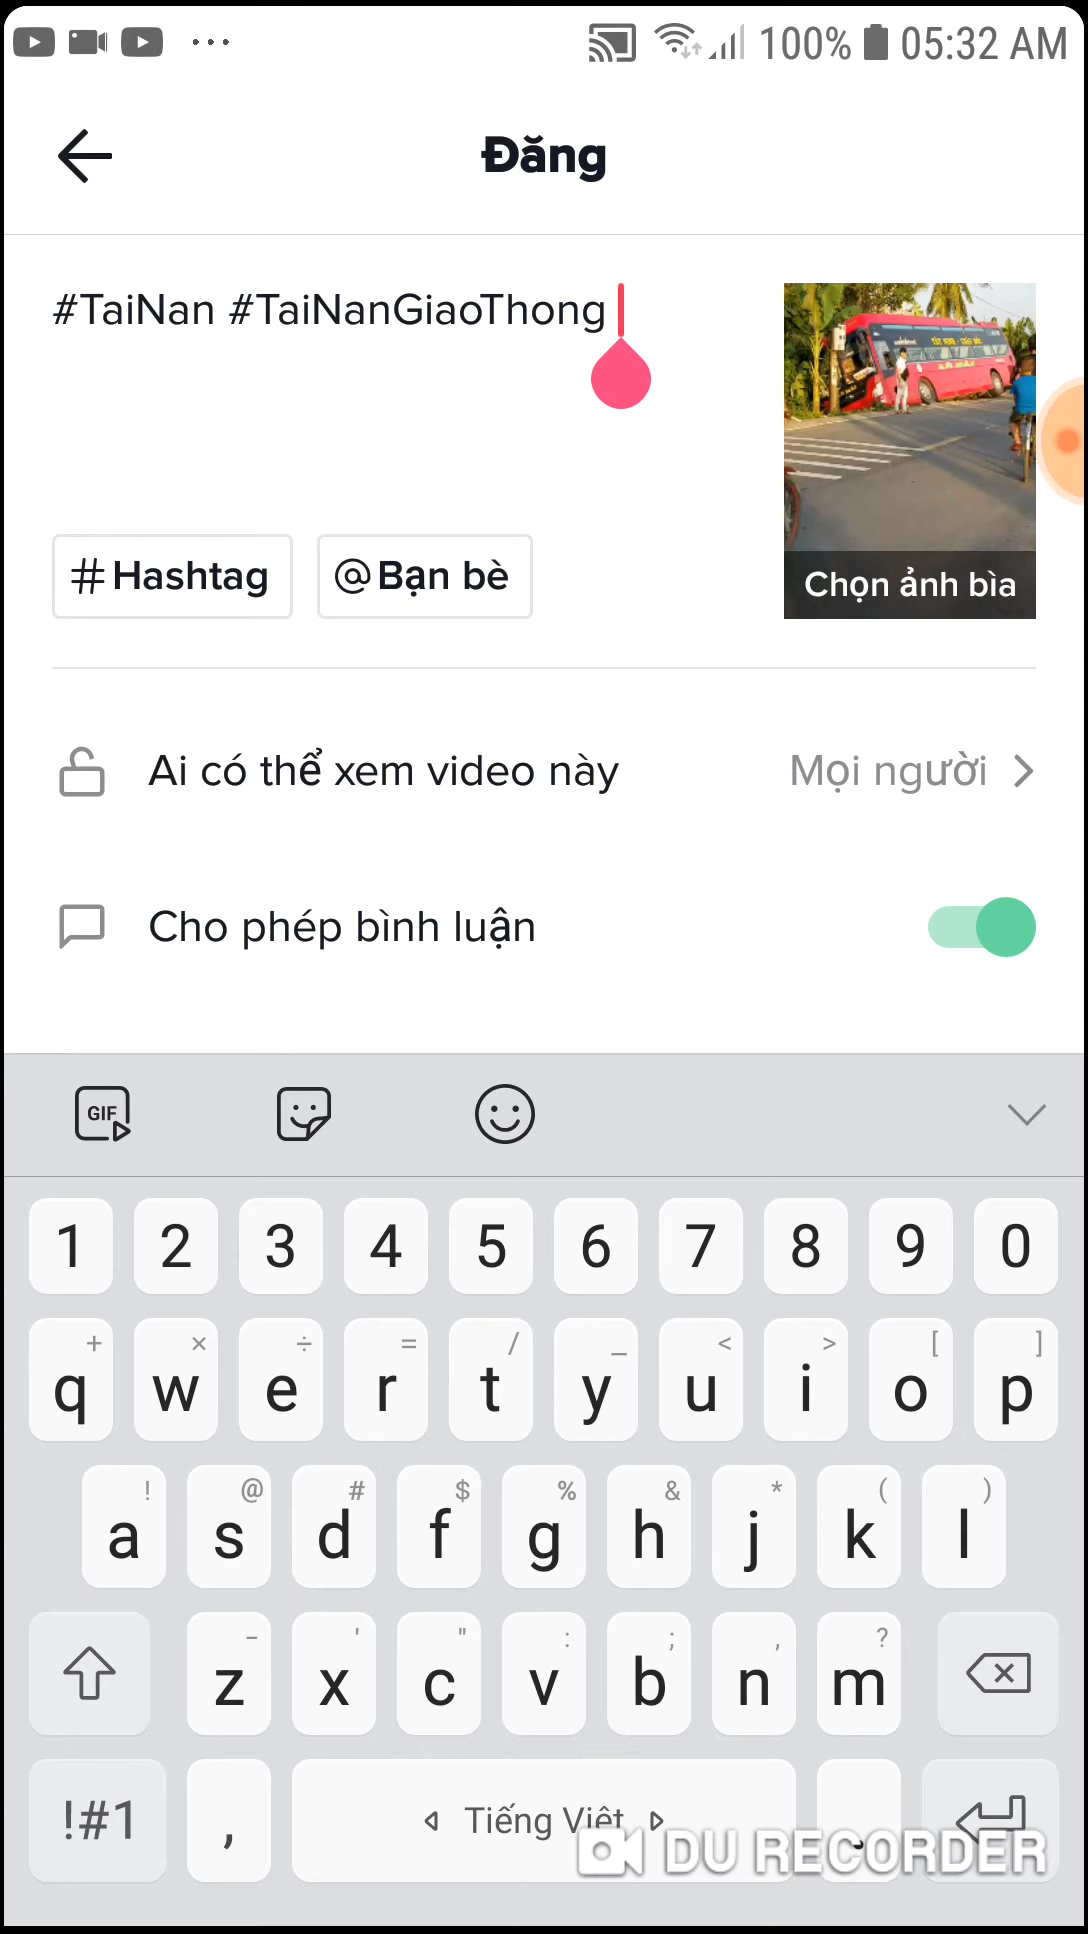 100% 05:32 AM
Đăng
#TaiNan #TaiNanGiaoThong
#Hashtag @Bạn bè
Chọn ảnh bìa
Ai có thể xem video này Mọi người
Cho phép bình luận
GIF
1 2 3 4 5 6 7 8 9 0
+ × ÷ = / _ < > [ ]
q w e r t y u i o p
! @ # $ % & * ( )
a s d f g h j k l
- ' " : ; , ?
z x c v b n m
!#1 , Tiếng Việt .
DU RECORDER